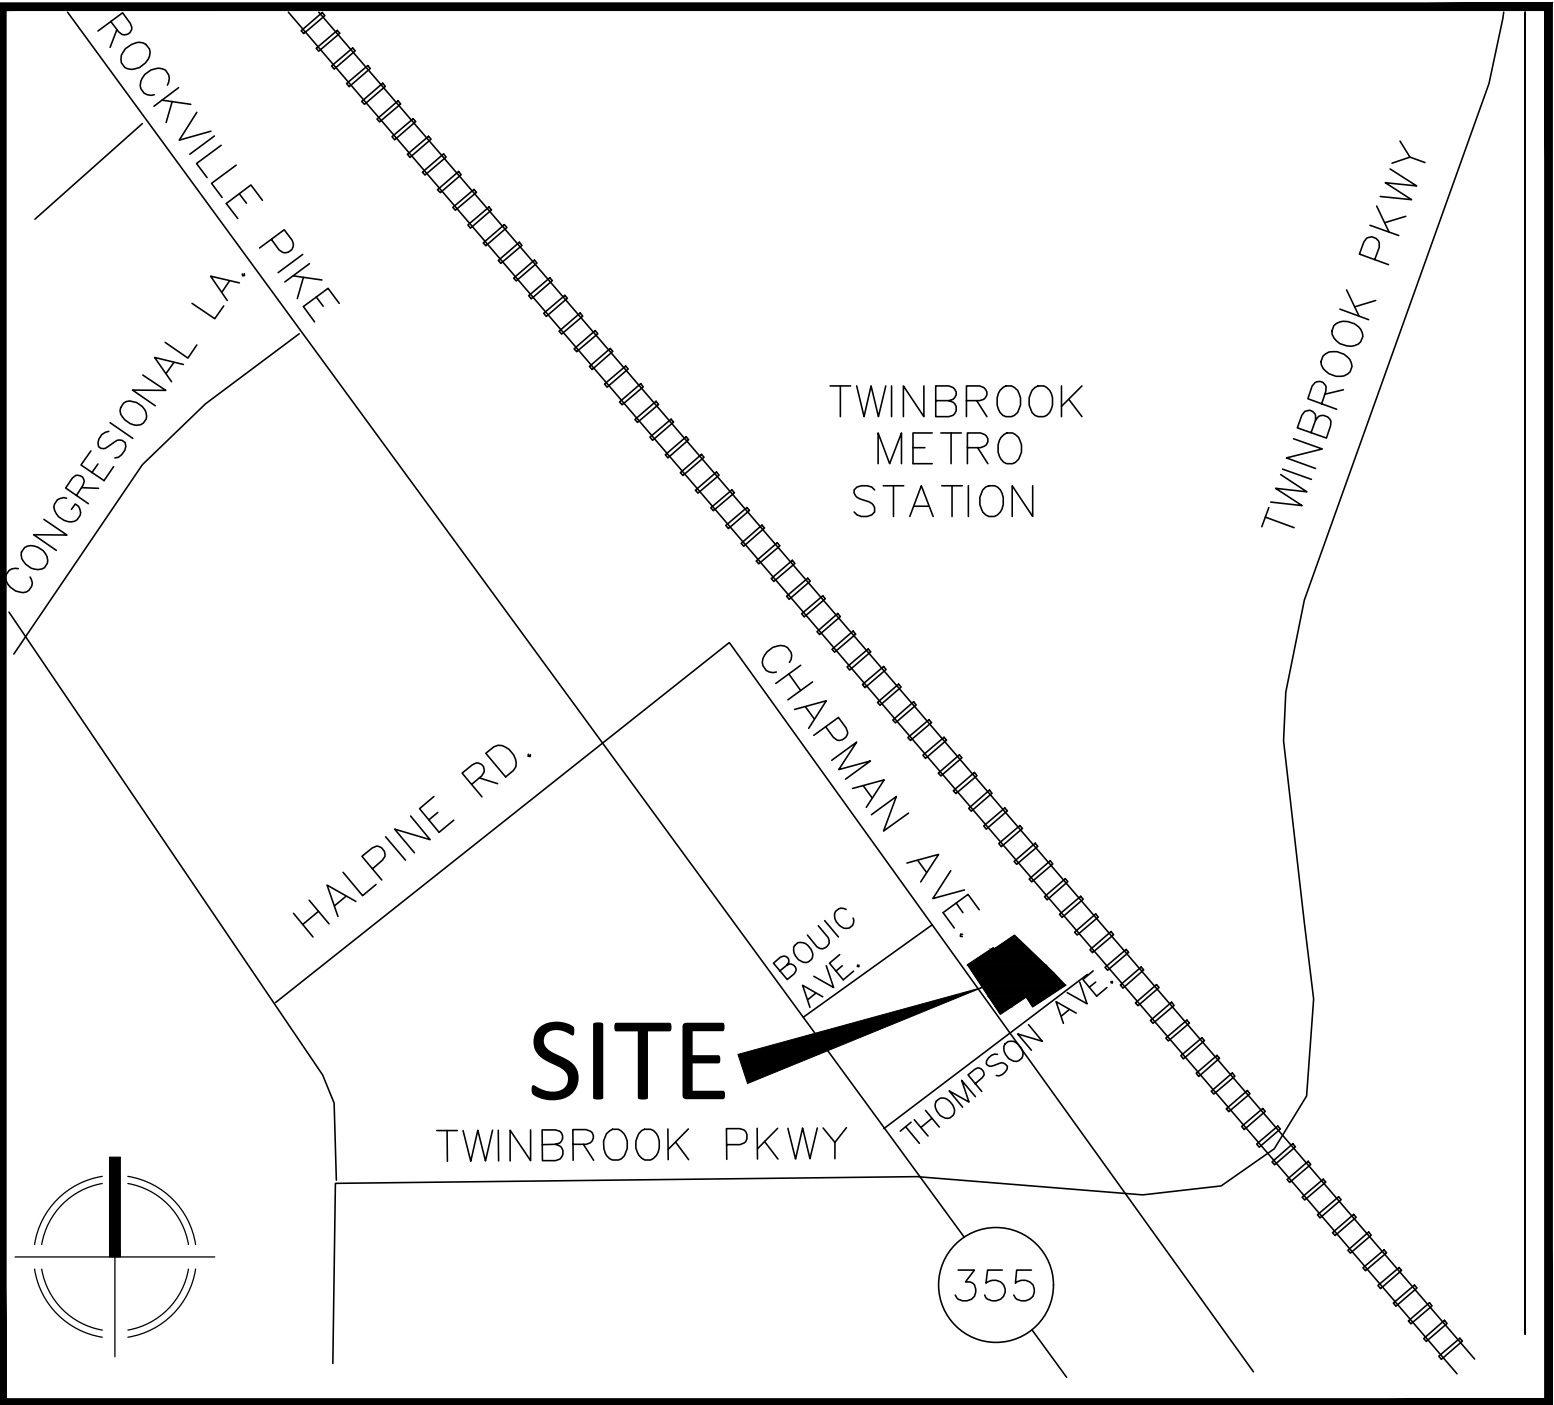 ROCKVILLE PIKE
CONGRESIONAL LA.
TWINBROOK PKWY
TWINBROOK
METRO
STATION
CHAPMAN AVE.
HALPINE RD.
BOUIC
AVE.
THOMPSON AVE.
SITE
TWINBROOK PKWY
355